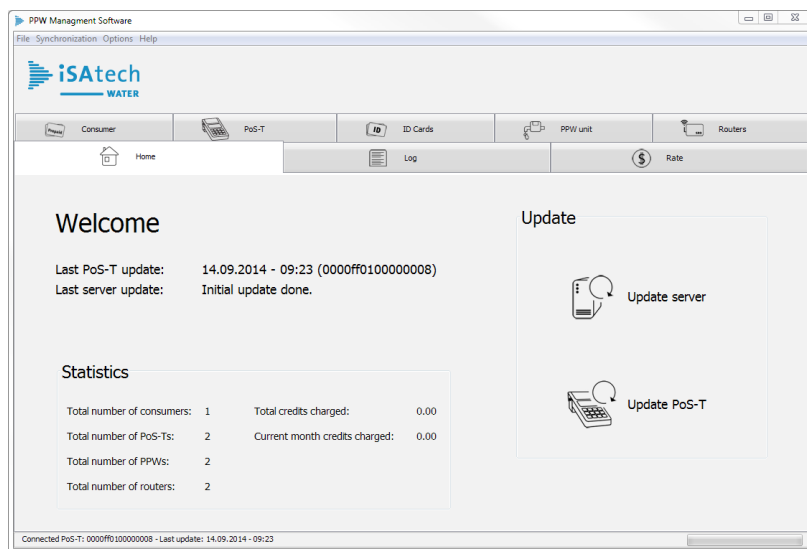 PPW Managment Software
File Synchronization Options Help
iSAtech
WATER
Prepaid Consumer PoS-T ID ID Cards PPW unit Routers
Home Log $ Rate
Welcome
Last PoS-T update: 14.09.2014 - 09:23 (0000ff0100000008)
Last server update: Initial update done.
Update
Update server
Update PoS-T
Statistics
Total number of consumers: 1 Total credits charged: 0.00
Total number of PoS-Ts: 2 Current month credits charged: 0.00
Total number of PPWs: 2
Total number of routers: 2
Connected PoS-T: 0000ff0100000008 - Last update: 14.09.2014 - 09:23